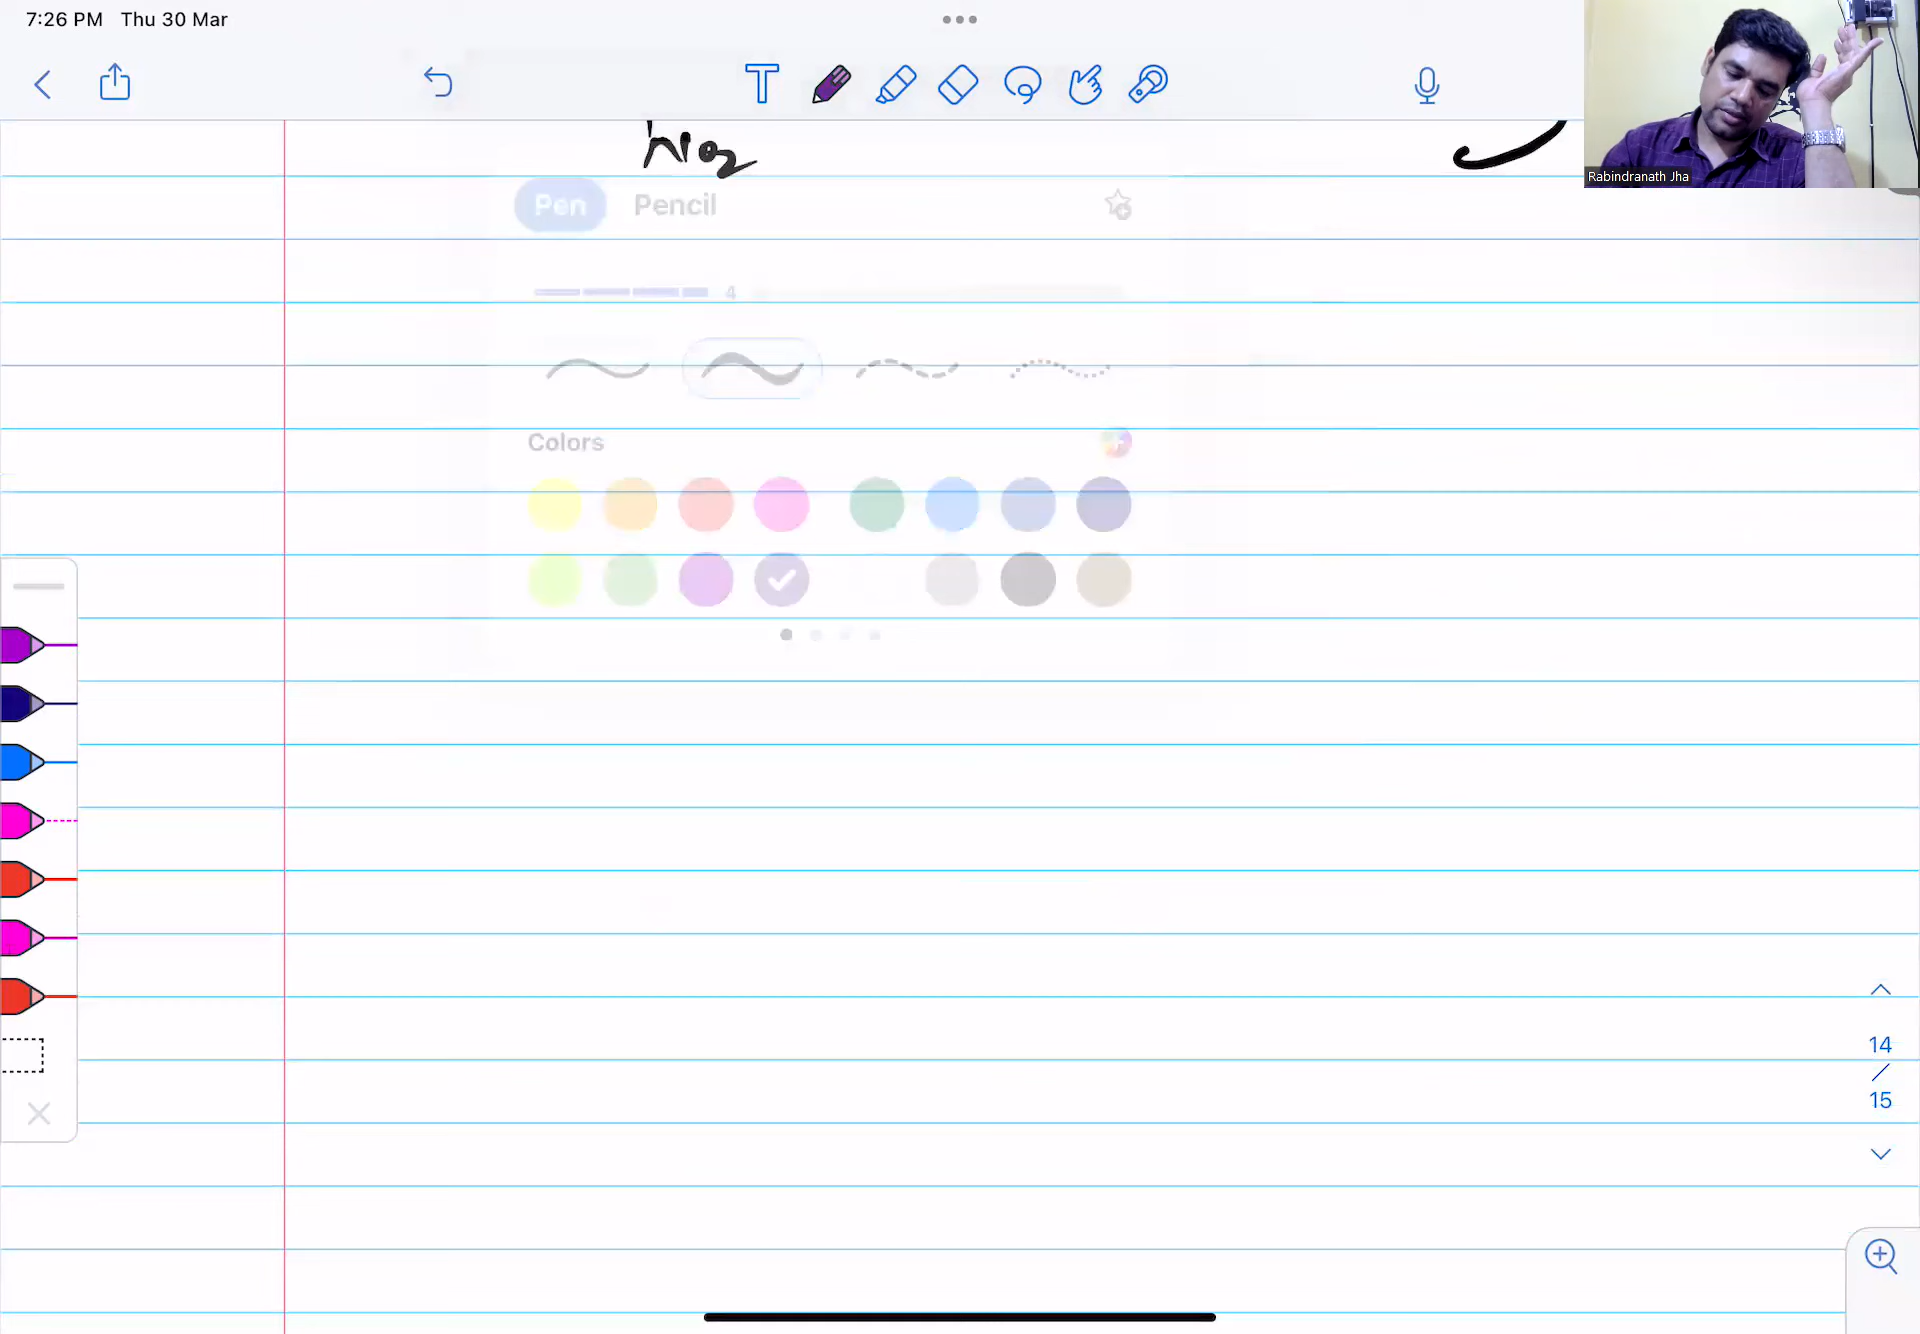 7:26 PM Thu 30 Mar
NO2
Rabindranath Jha
Pen Pencil
4
Colors
14
15